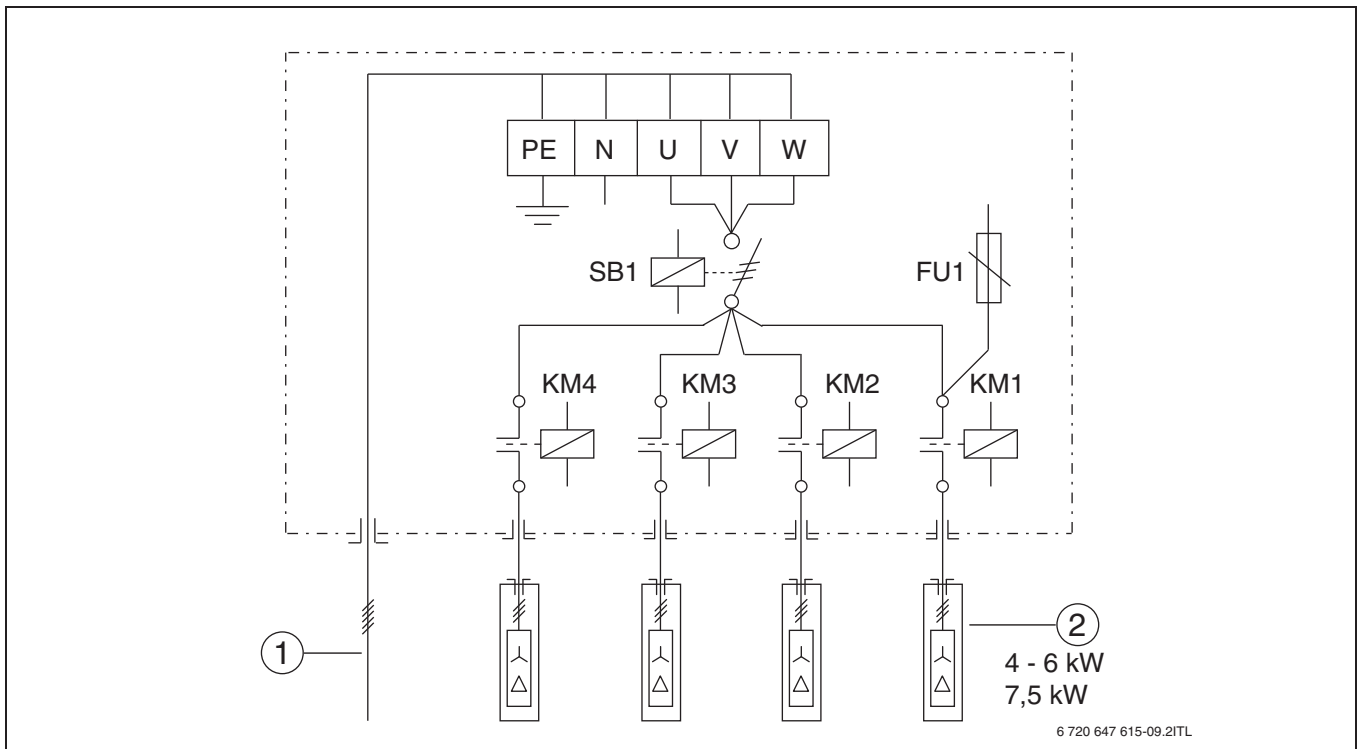 PE N U V W
SB1
FU1
KM4 KM3 KM2 KM1
1
2
4 - 6 kW
7,5 kW
6 720 647 615-09.2ITL